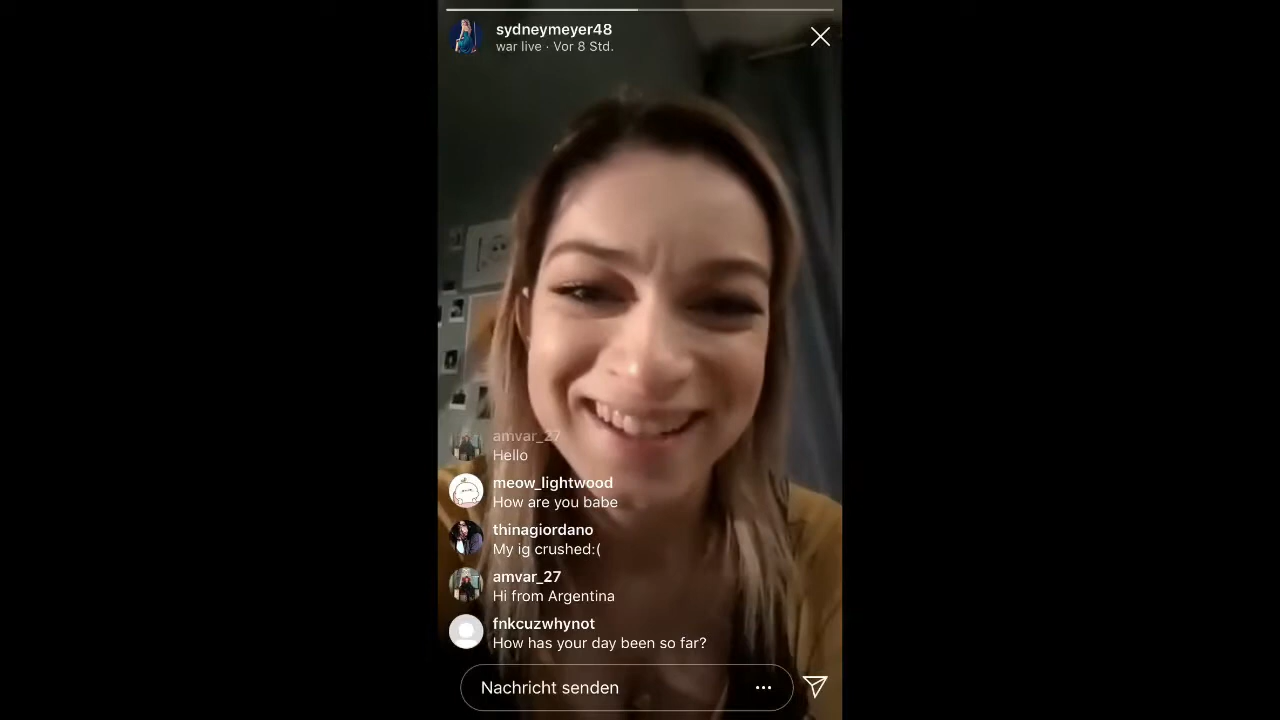 sydneymeyer48
war live · Vor 8 Std.
amvar_27
Hello
meow_lightwood
How are you babe
thinagiordano
My ig crushed:(
amvar_27
Hi from Argentina
fnkcuzwhynot
How has your day been so far?
Nachricht senden